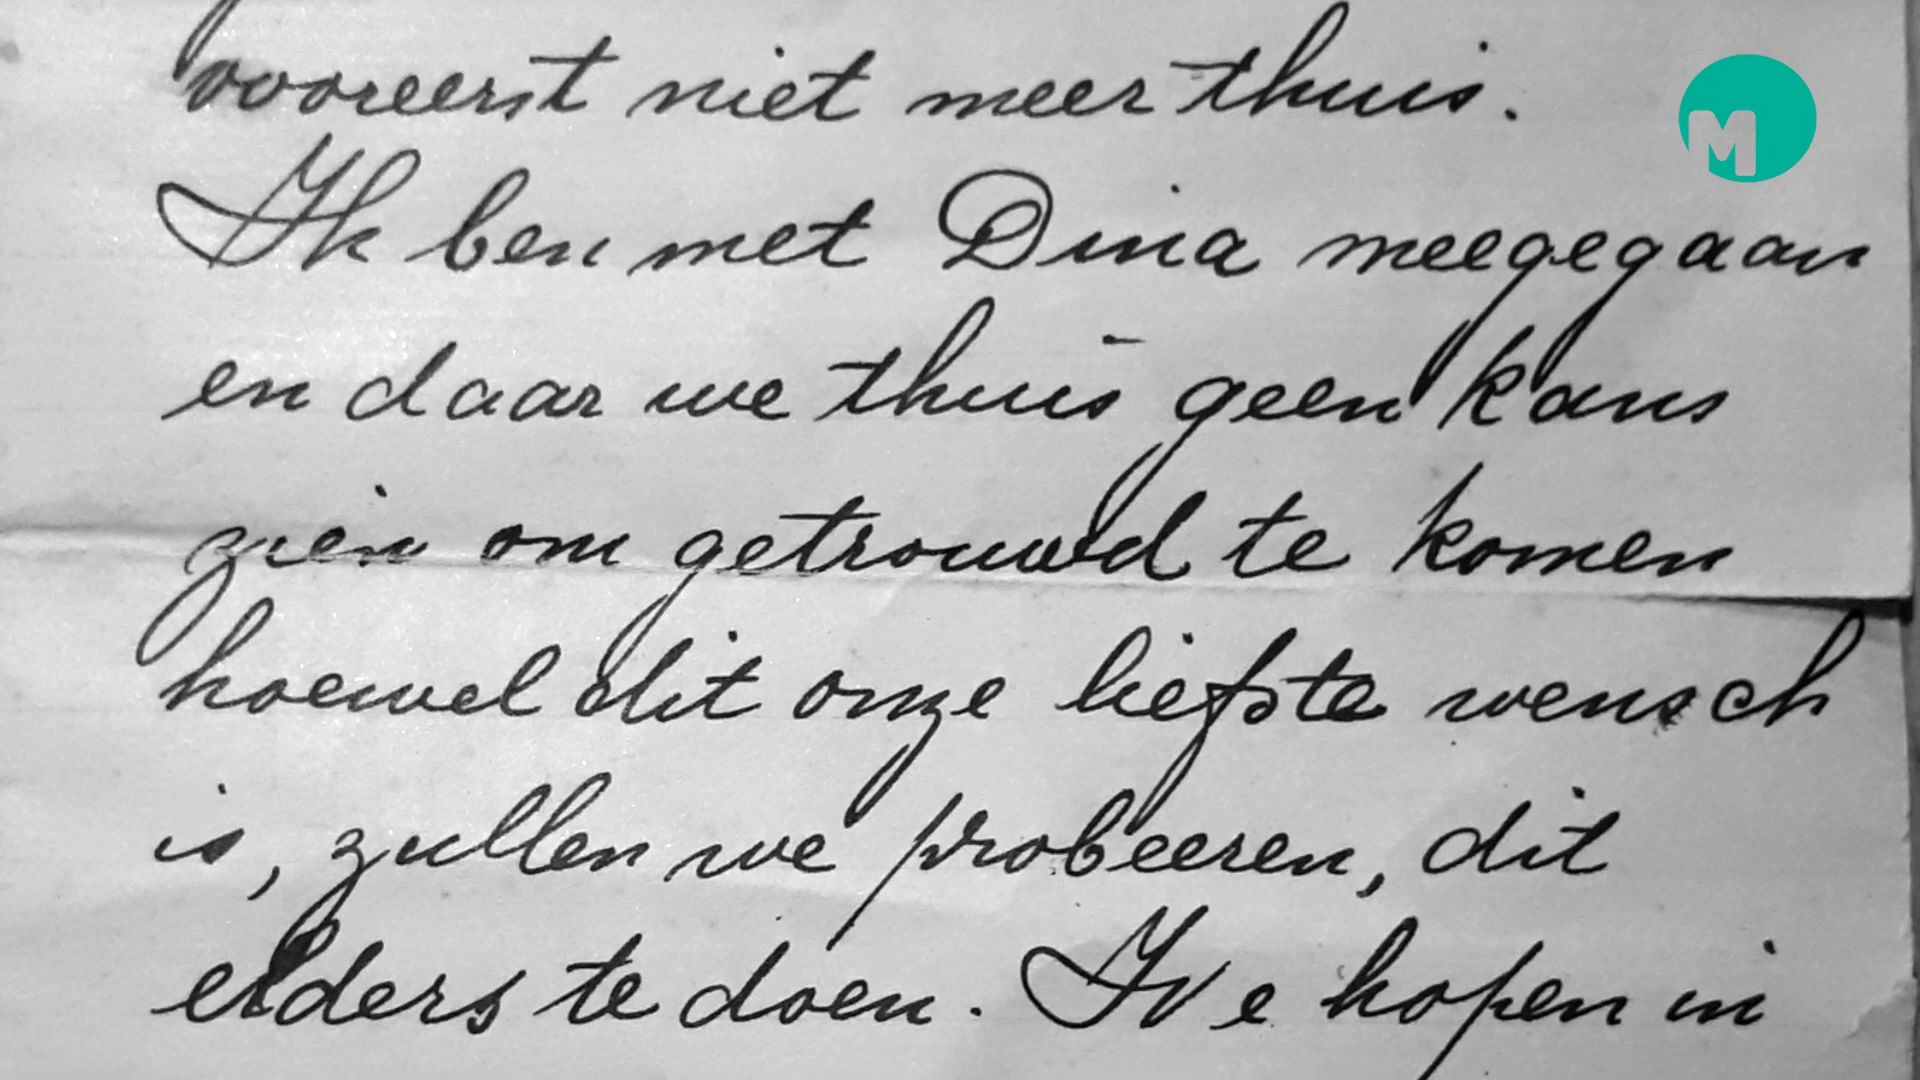 vooreerst niet meer thuis.
M
Ik ben met Dina meegegaan
en daar we thuis geen kans
zien om getrouwd te komen
hoewel dit onze liefste wensch
is, zullen we probeeren, dit
elders te doen. We hopen in